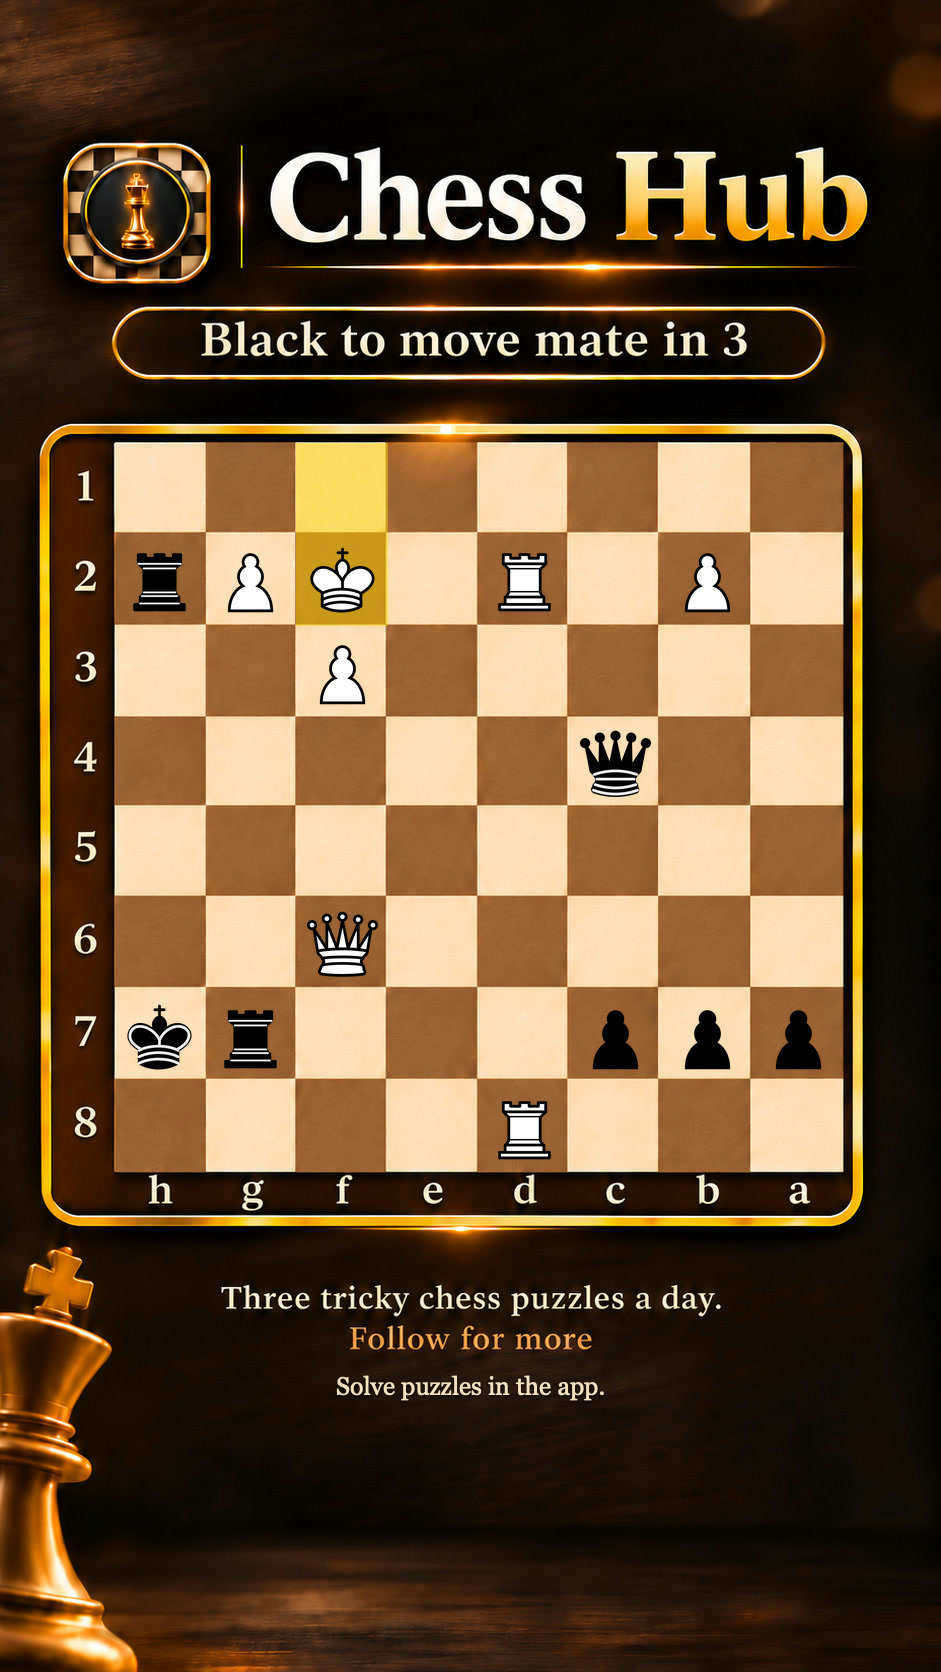 Chess Hub
Black to move mate in 3
1
2
3
4
5
6
7
8
h g f e d c b a
Three tricky chess puzzles a day.
Follow for more
Solve puzzles in the app.